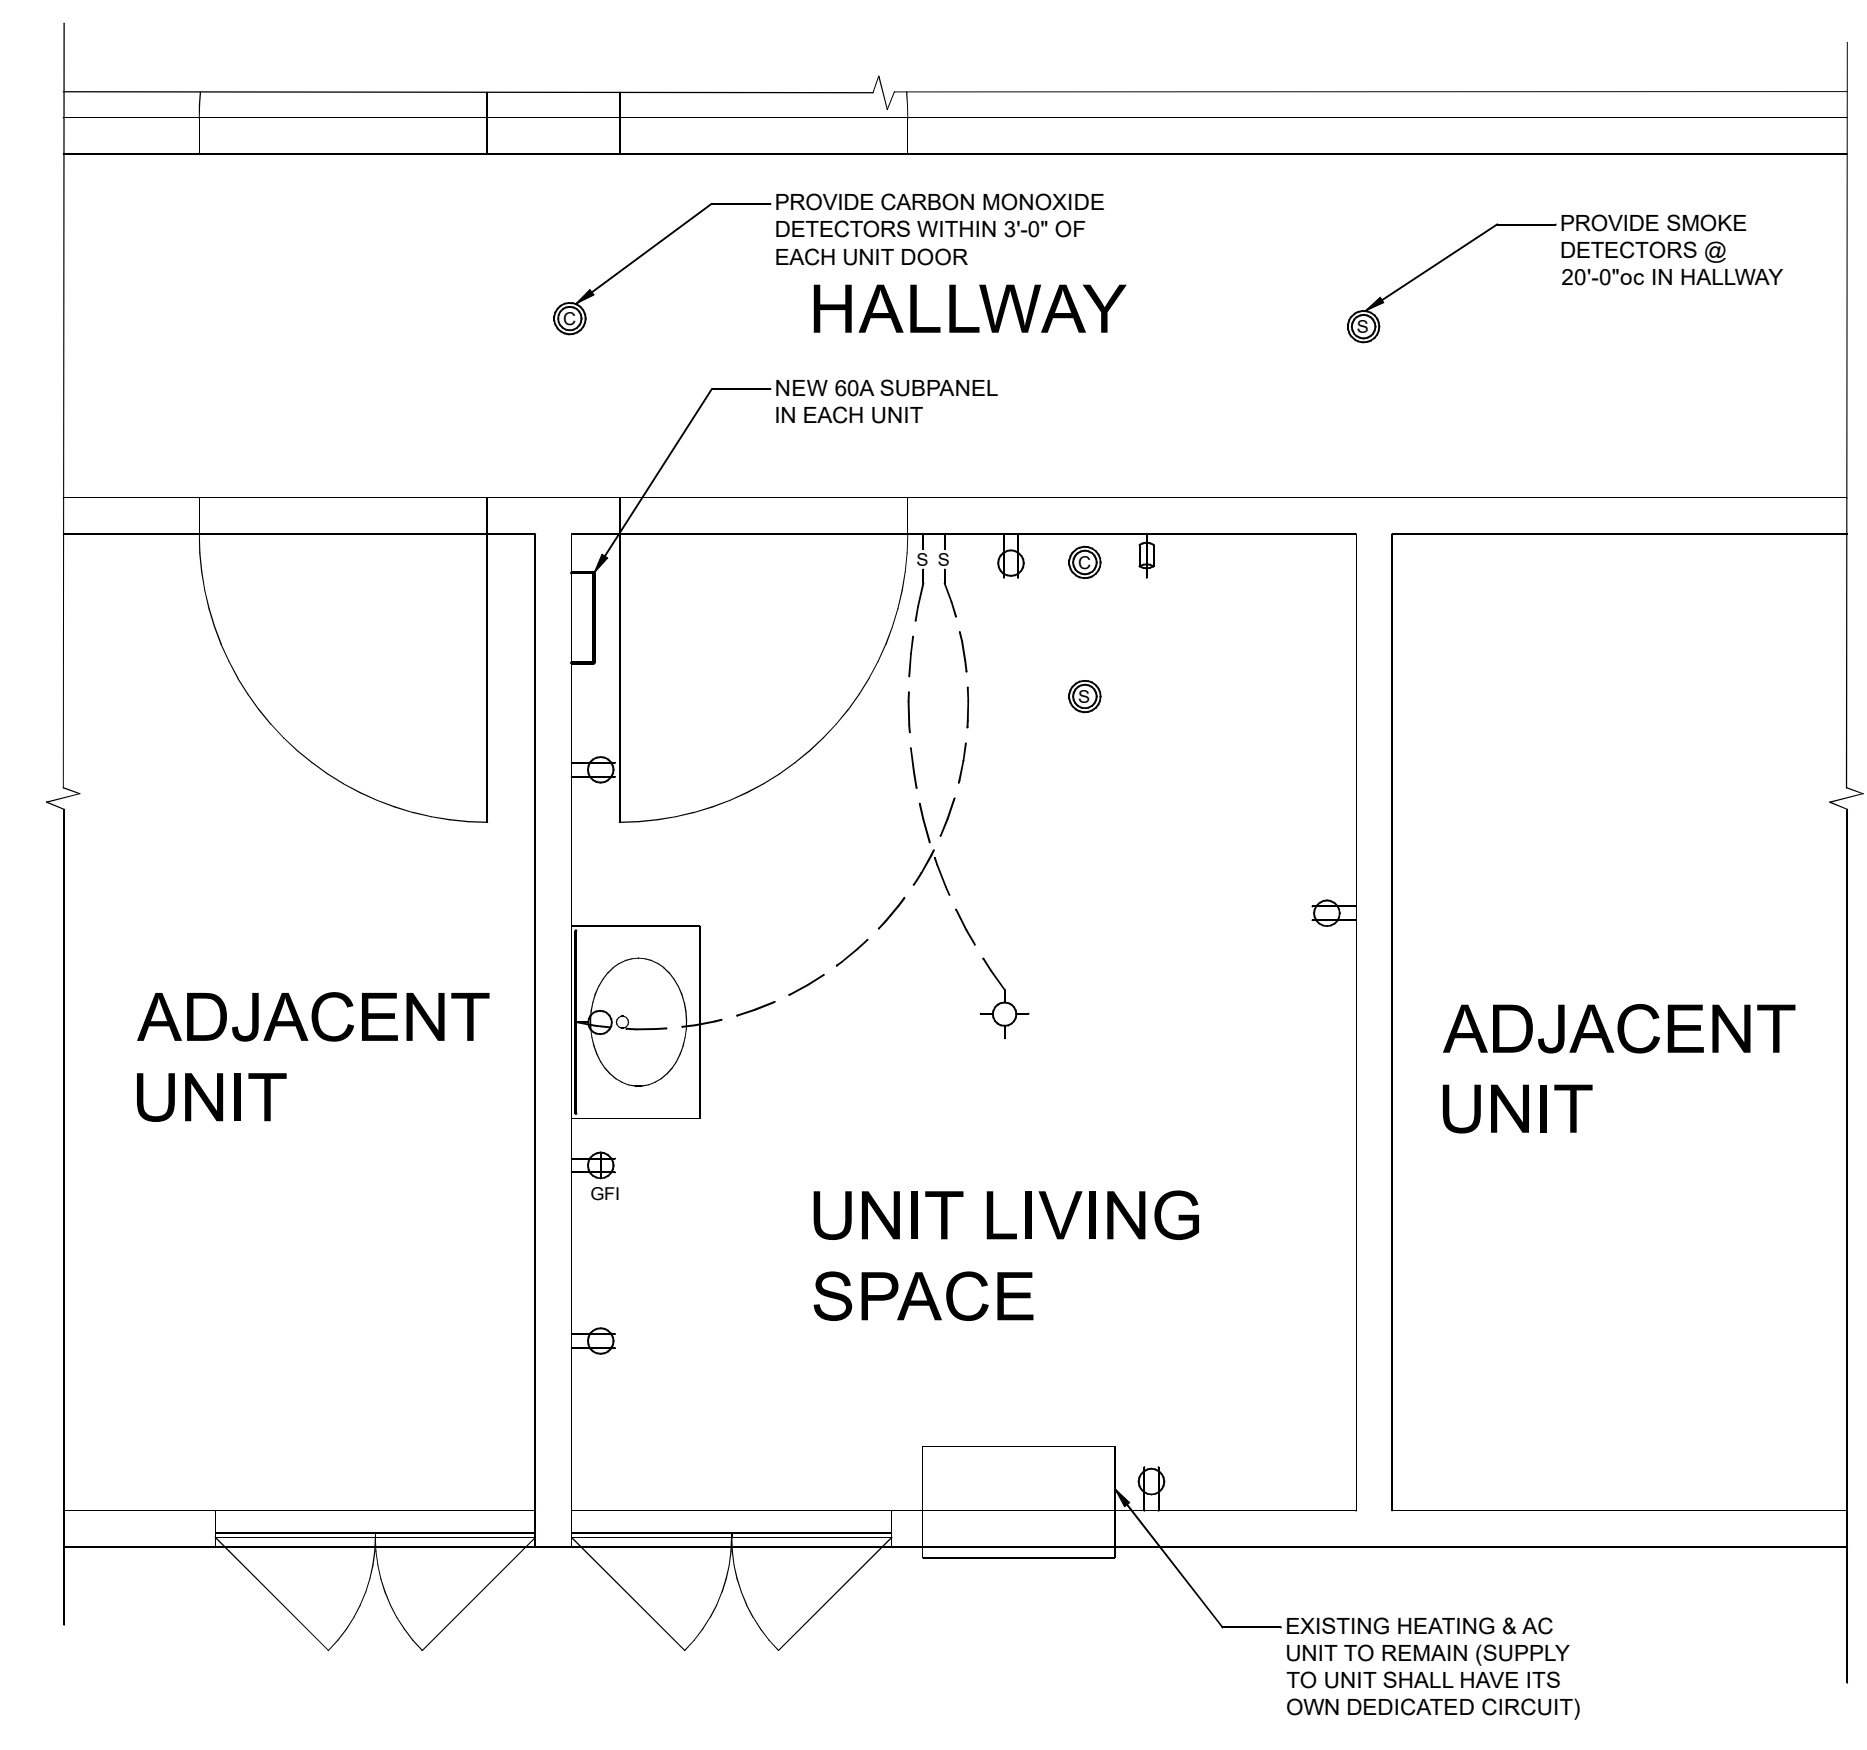 PROVIDE CARBON MONOXIDE
DETECTORS WITHIN 3'-0" OF
EACH UNIT DOOR
PROVIDE SMOKE
DETECTORS @
20'-0"oc IN HALLWAY
HALLWAY
C
S
NEW 60A SUBPANEL
IN EACH UNIT
S S
C
S
ADJACENT
UNIT
ADJACENT
UNIT
GFI
UNIT LIVING
SPACE
EXISTING HEATING & AC
UNIT TO REMAIN (SUPPLY
TO UNIT SHALL HAVE ITS
OWN DEDICATED CIRCUIT)